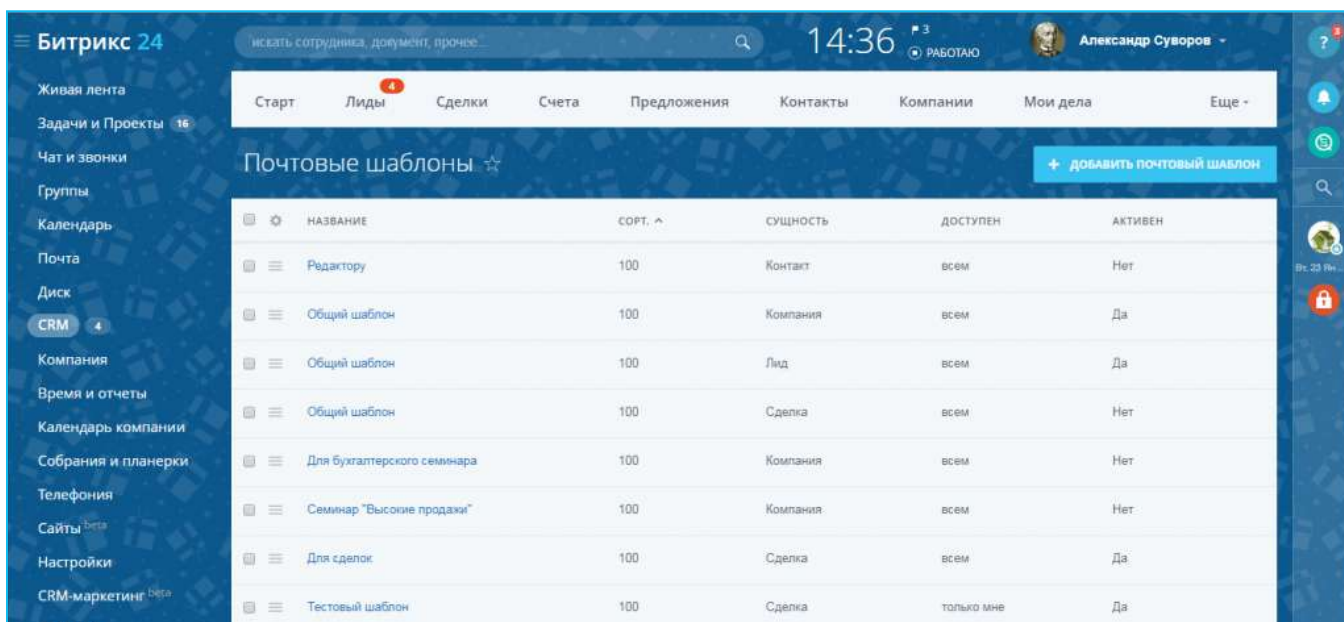 Битрикс 24
искать сотрудника, документ, прочее...
14:36
3
РАБОТАЮ
Александр Суворов
?
3
Живая лента
Задачи и Проекты 16
Чат и звонки
Группы
Календарь
Почта
Диск
CRM 4
Компания
Время и отчеты
Календарь компании
Собрания и планерки
Телефония
Сайты beta
Настройки
CRM-маркетинг beta
Старт Лиды 4 Сделки Счета Предложения Контакты Компании Мои дела Еще
Почтовые шаблоны
+ ДОБАВИТЬ ПОЧТОВЫЙ ШАБЛОН
НАЗВАНИЕ СОРТ. СУЩНОСТЬ ДОСТУПЕН АКТИВЕН
Редактору 100 Контакт всем Нет
Общий шаблон 100 Компания всем Да
Общий шаблон 100 Лид всем Да
Общий шаблон 100 Сделка всем Нет
Для бухгалтерского семинара 100 Компания всем Нет
Семинар "Высокие продажи" 100 Компания всем Нет
Для сделок 100 Сделка всем Да
Тестовый шаблон 100 Сделка только мне Да
Вт, 23 Ян...